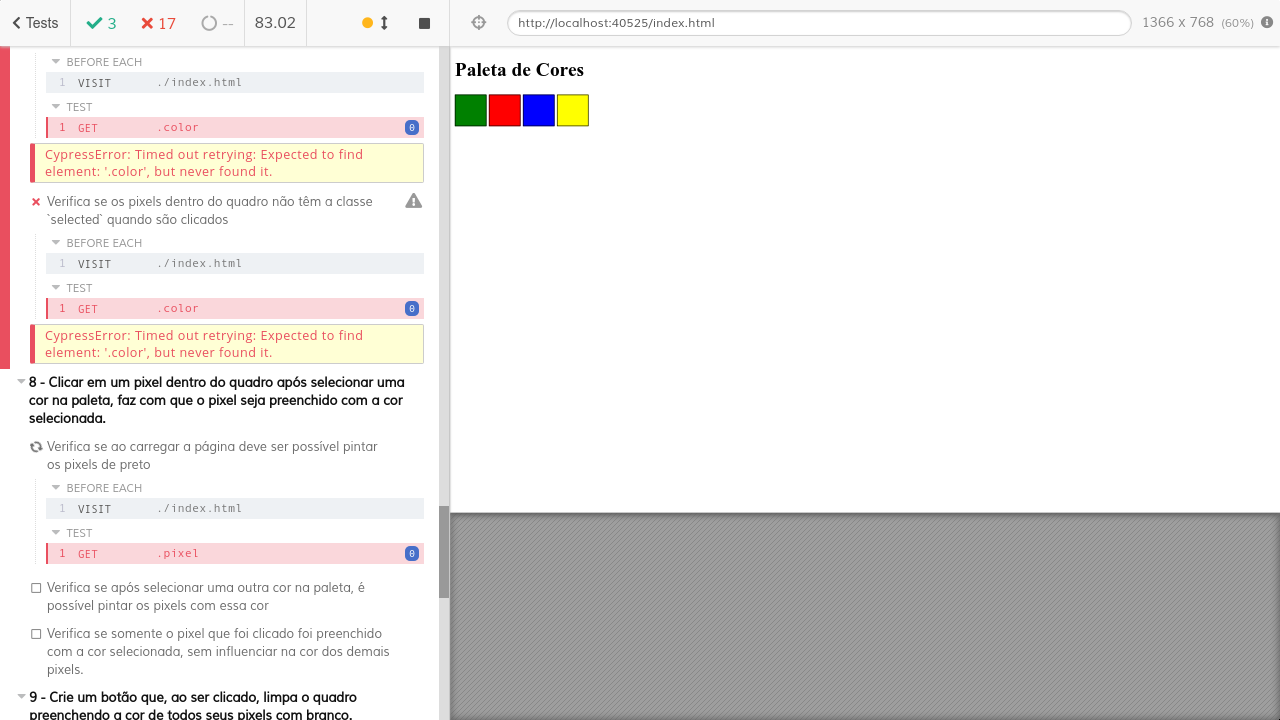 Tests
3
17
--
83.02
http://localhost:40525/index.html
1366 x 768 (60%)
BEFORE EACH
1 VISIT ./index.html
TEST
1 GET .color 0
CypressError: Timed out retrying: Expected to find
element: '.color', but never found it.
Verifica se os pixels dentro do quadro não têm a classe
`selected` quando são clicados
BEFORE EACH
1 VISIT ./index.html
TEST
1 GET .color 0
CypressError: Timed out retrying: Expected to find
element: '.color', but never found it.
8 - Clicar em um pixel dentro do quadro após selecionar uma
cor na paleta, faz com que o pixel seja preenchido com a cor
selecionada.
Verifica se ao carregar a página deve ser possível pintar
os pixels de preto
BEFORE EACH
1 VISIT ./index.html
TEST
1 GET .pixel 0
Verifica se após selecionar uma outra cor na paleta, é
possível pintar os pixels com essa cor
Verifica se somente o pixel que foi clicado foi preenchido
com a cor selecionada, sem influenciar na cor dos demais
pixels.
9 - Crie um botão que, ao ser clicado, limpa o quadro
preenchendo a cor de todos seus pixels com branco.
Paleta de Cores